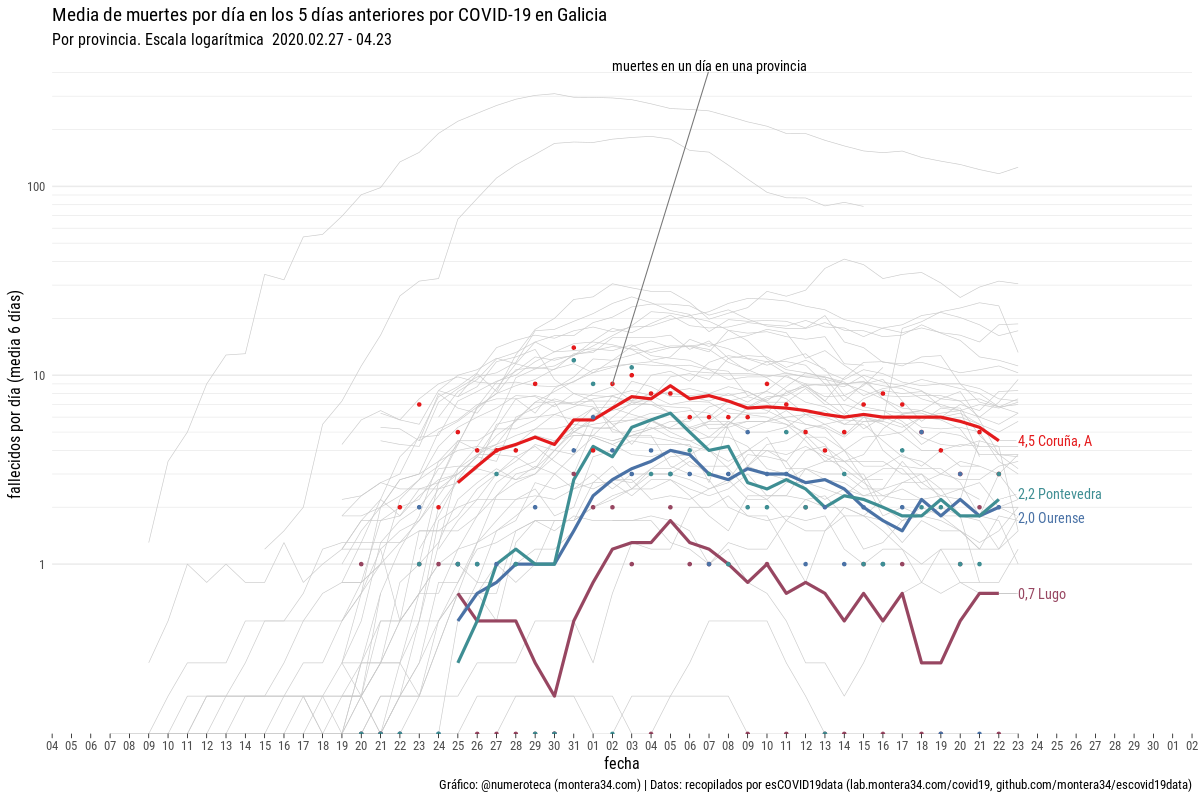 Media de muertes por día en los 5 días anteriores por COVID-19 en Galicia
Por provincia. Escala logarítmica 2020.02.27 - 04.23
muertes en un día en una provincia
fallecidos por día (media 6 días)
100
10
1
4,5 Coruña, A
2,2 Pontevedra
2,0 Ourense
0,7 Lugo
04 05 06 07 08 09 10 11 12 13 14 15 16 17 18 19 20 21 22 23 24 25 26 27 28 29 30 31 01 02 03 04 05 06 07 08 09 10 11 12 13 14 15 16 17 18 19 20 21 22 23 24 25 26 27 28 29 30 01 02
fecha
Gráfico: @numeroteca (montera34.com) | Datos: recopilados por esCOVID19data (lab.montera34.com/covid19, github.com/montera34/escovid19data)